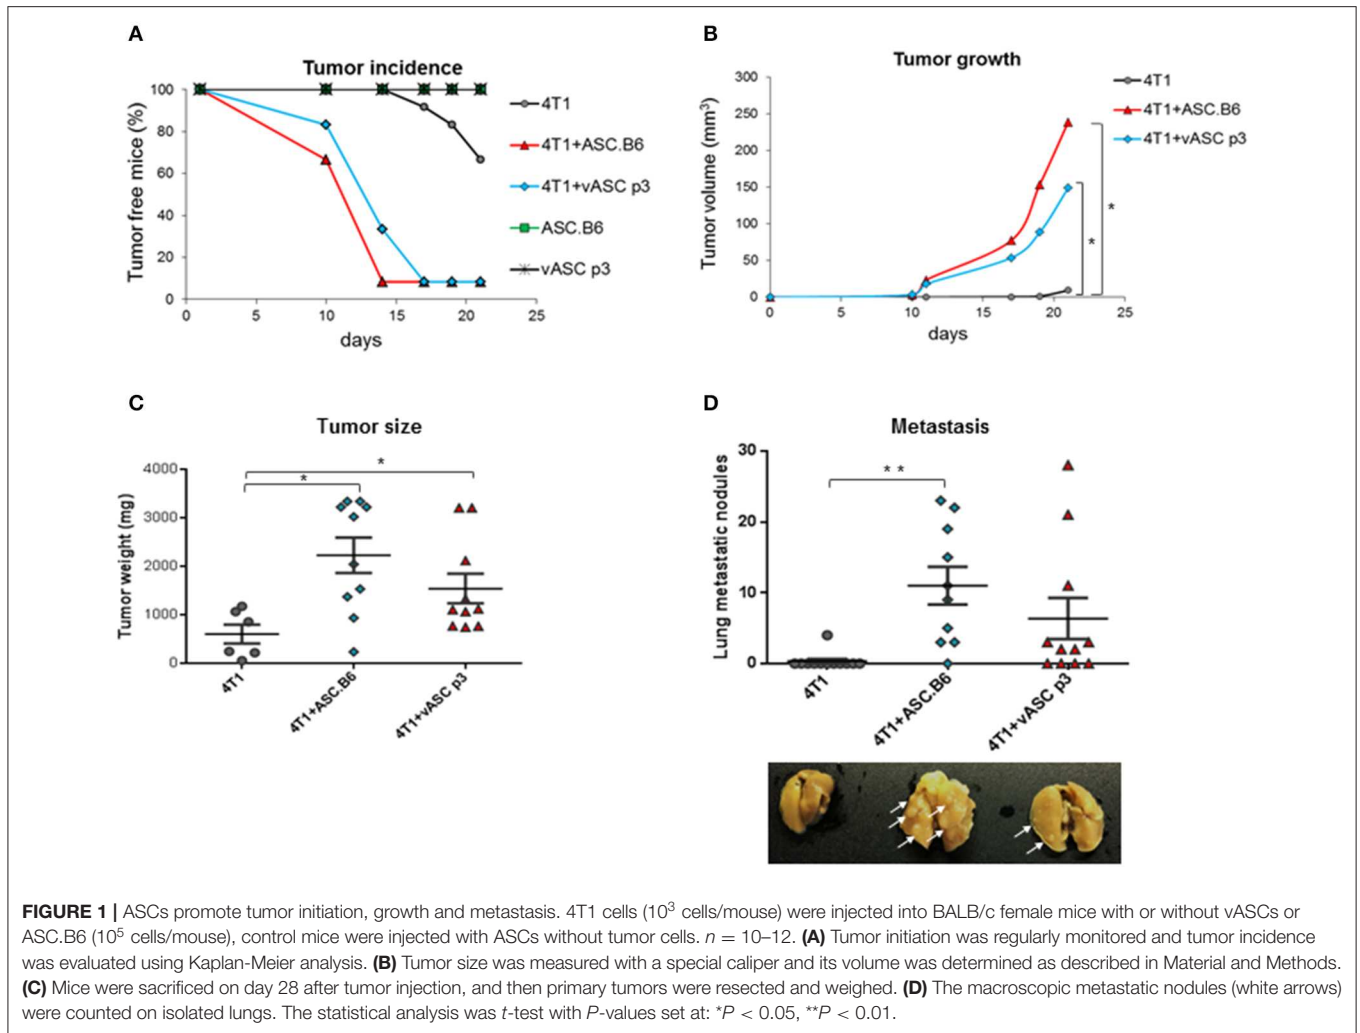 A
Tumor incidence
Tumor free mice (%)
100
80
60
40
20
0
0 5 10 15 20 25
days
4T1
4T1+ASC.B6
4T1+vASC p3
ASC.B6
vASC p3
B
Tumor growth
Tumor volume (mm³)
300
250
200
150
100
50
0
0 5 10 15 20 25
days
4T1
4T1+ASC.B6
4T1+vASC p3
*
*
C
Tumor size
Tumor weight (mg)
4000
3000
2000
1000
0
*
*
4T1
4T1+ASC.B6
4T1+vASC p3
D
Metastasis
Lung metastatic nodules
30
20
10
0
* *
4T1
4T1+ASC.B6
4T1+vASC p3
FIGURE 1 | ASCs promote tumor initiation, growth and metastasis. 4T1 cells (10³ cells/mouse) were injected into BALB/c female mice with or without vASCs or
ASC.B6 (10⁵ cells/mouse), control mice were injected with ASCs without tumor cells. n = 10–12. (A) Tumor initiation was regularly monitored and tumor incidence
was evaluated using Kaplan-Meier analysis. (B) Tumor size was measured with a special caliper and its volume was determined as described in Material and Methods.
(C) Mice were sacrificed on day 28 after tumor injection, and then primary tumors were resected and weighed. (D) The macroscopic metastatic nodules (white arrows)
were counted on isolated lungs. The statistical analysis was t-test with P-values set at: *P < 0.05, **P < 0.01.